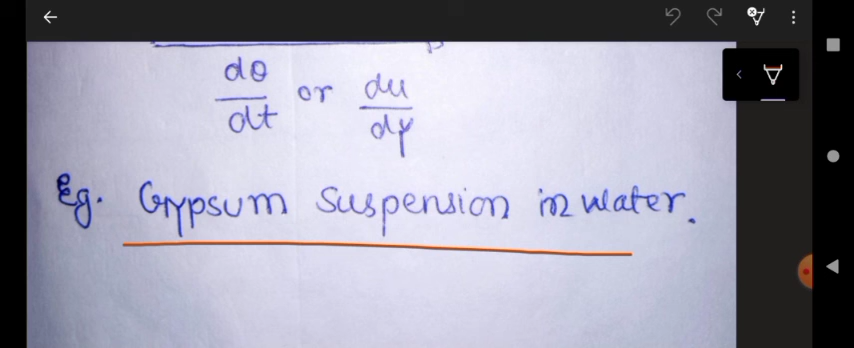 dθ/dt or du/dy
Eg. Gypsum suspension in water.